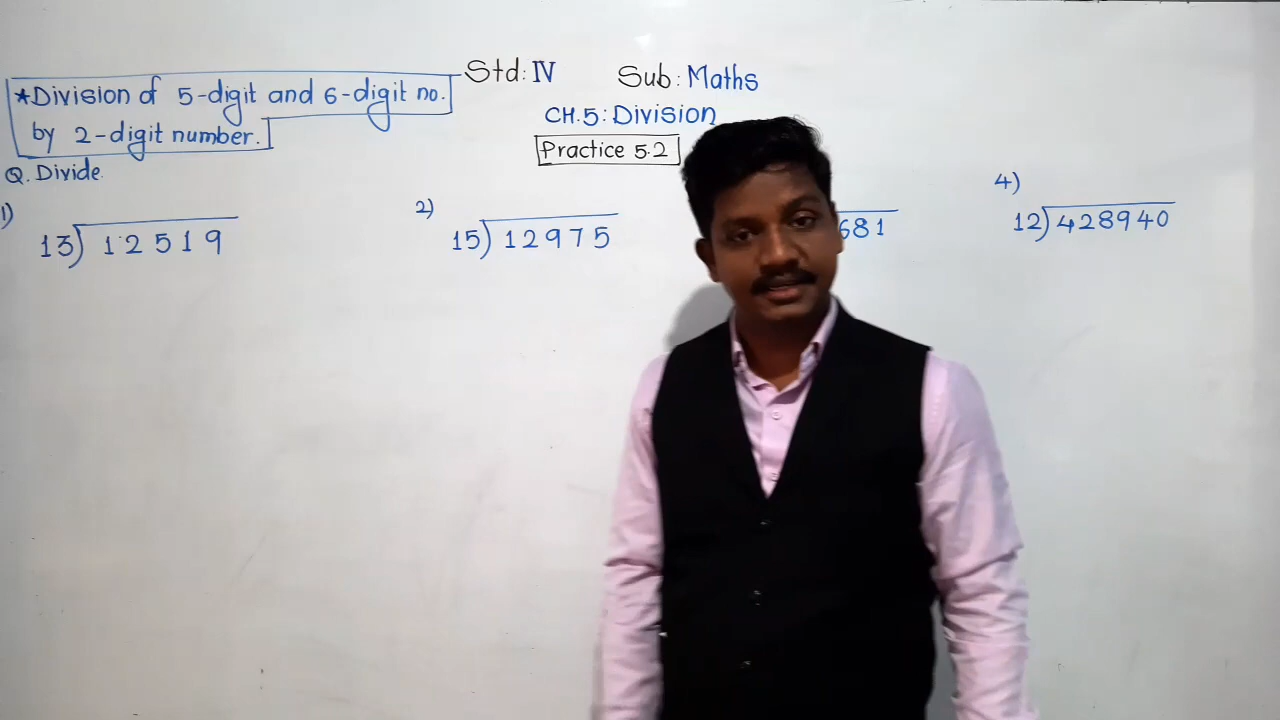 Std: IV Sub: Maths
*Division of 5-digit and 6-digit no.
by 2-digit number.
CH.5: Division
Practice 5.2
Q. Divide.
1) 13) 12519
2) 15) 12975
681
4) 12) 428940